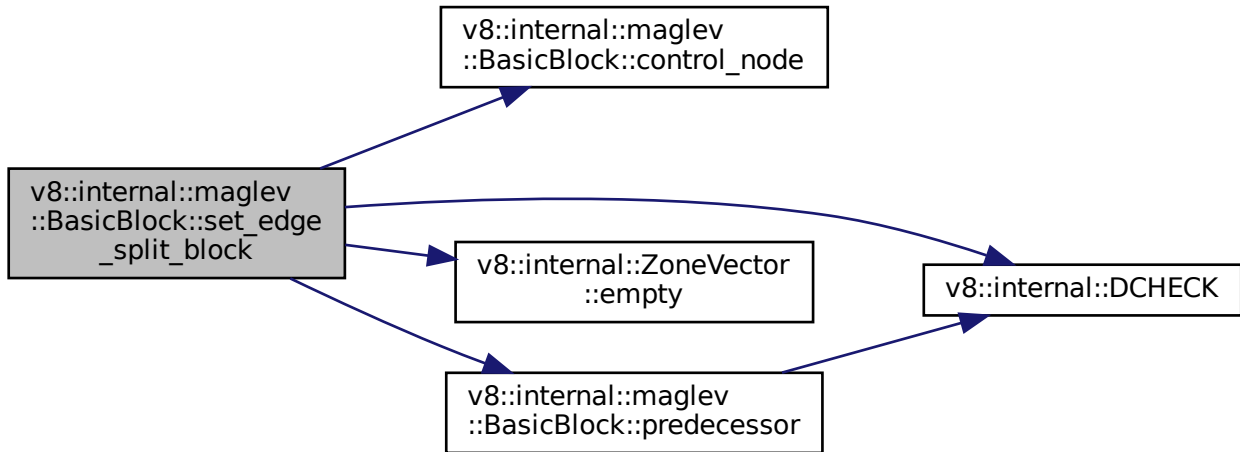 v8::internal::maglev
::BasicBlock::control_node
v8::internal::maglev
::BasicBlock::set_edge
_split_block
v8::internal::ZoneVector
::empty
v8::internal::DCHECK
v8::internal::maglev
::BasicBlock::predecessor